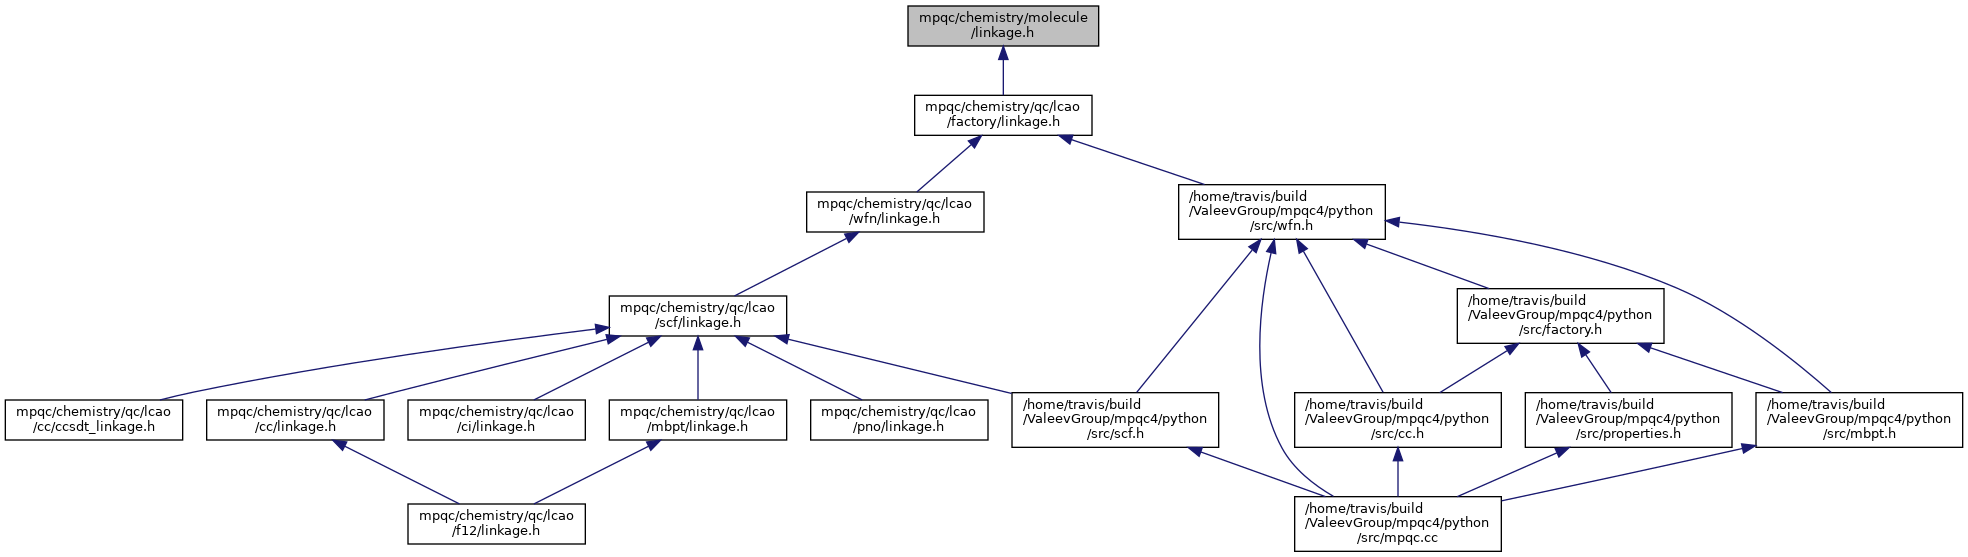 mpqc/chemistry/molecule
/linkage.h
mpqc/chemistry/qc/lcao
/factory/linkage.h
mpqc/chemistry/qc/lcao
/wfn/linkage.h
/home/travis/build
/ValeevGroup/mpqc4/python
/src/wfn.h
mpqc/chemistry/qc/lcao
/scf/linkage.h
/home/travis/build
/ValeevGroup/mpqc4/python
/src/factory.h
mpqc/chemistry/qc/lcao
/cc/ccsdt_linkage.h
mpqc/chemistry/qc/lcao
/cc/linkage.h
mpqc/chemistry/qc/lcao
/ci/linkage.h
mpqc/chemistry/qc/lcao
/mbpt/linkage.h
mpqc/chemistry/qc/lcao
/pno/linkage.h
/home/travis/build
/ValeevGroup/mpqc4/python
/src/scf.h
/home/travis/build
/ValeevGroup/mpqc4/python
/src/cc.h
/home/travis/build
/ValeevGroup/mpqc4/python
/src/properties.h
/home/travis/build
/ValeevGroup/mpqc4/python
/src/mbpt.h
mpqc/chemistry/qc/lcao
/f12/linkage.h
/home/travis/build
/ValeevGroup/mpqc4/python
/src/mpqc.cc